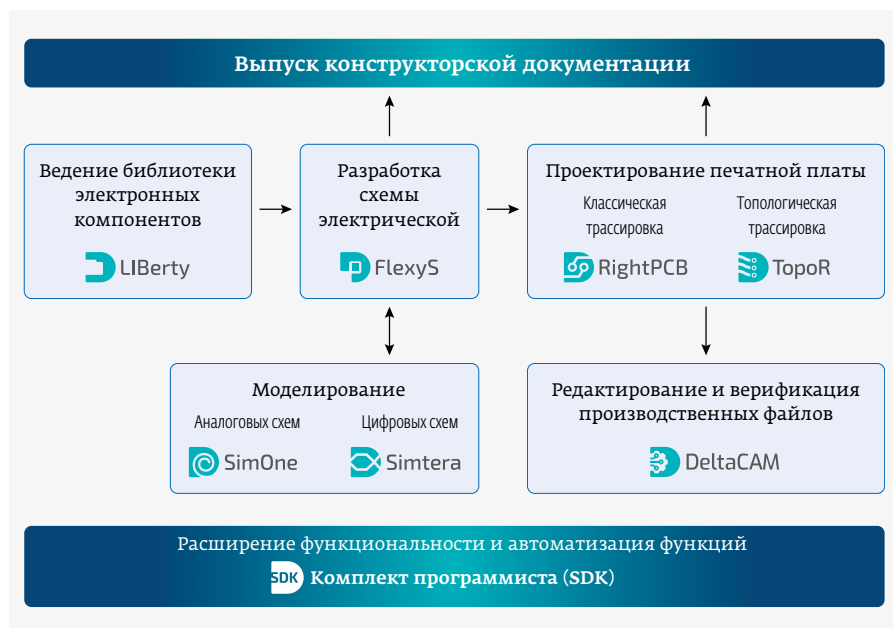 Выпуск конструкторской документации
Ведение библиотеки
электронных
компонентов
LIBerty
Разработка
схемы
электрической
FlexyS
Проектирование печатной платы
Классическая
трассировка
RightPCB
Топологическая
трассировка
TopoR
Моделирование
Аналоговых схем
SimOne
Цифровых схем
Simtera
Редактирование и верификация
производственных файлов
DeltaCAM
Расширение функциональности и автоматизация функций
SDK Комплект программиста (SDK)